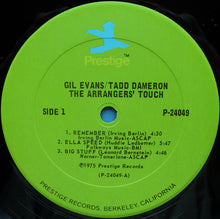 Prestige
GIL EVANS/TADD DAMERON
THE ARRANGERS' TOUCH
SIDE 1
P-24049
1. REMEMBER (Irving Berlin) 4:30
Irving Berlin Music-ASCAP
2. ELLA SPEED (Huddie Ledbetter) 5:47
Folkways Music-BMI
3. BIG STUFF (Leonard Bernstein) 4:48
Warner-Tamerlane-ASCAP
℗1975 Prestige Records
(P-24049-A)
PRESTIGE RECORDS, BERKELEY, CALIFORNIA